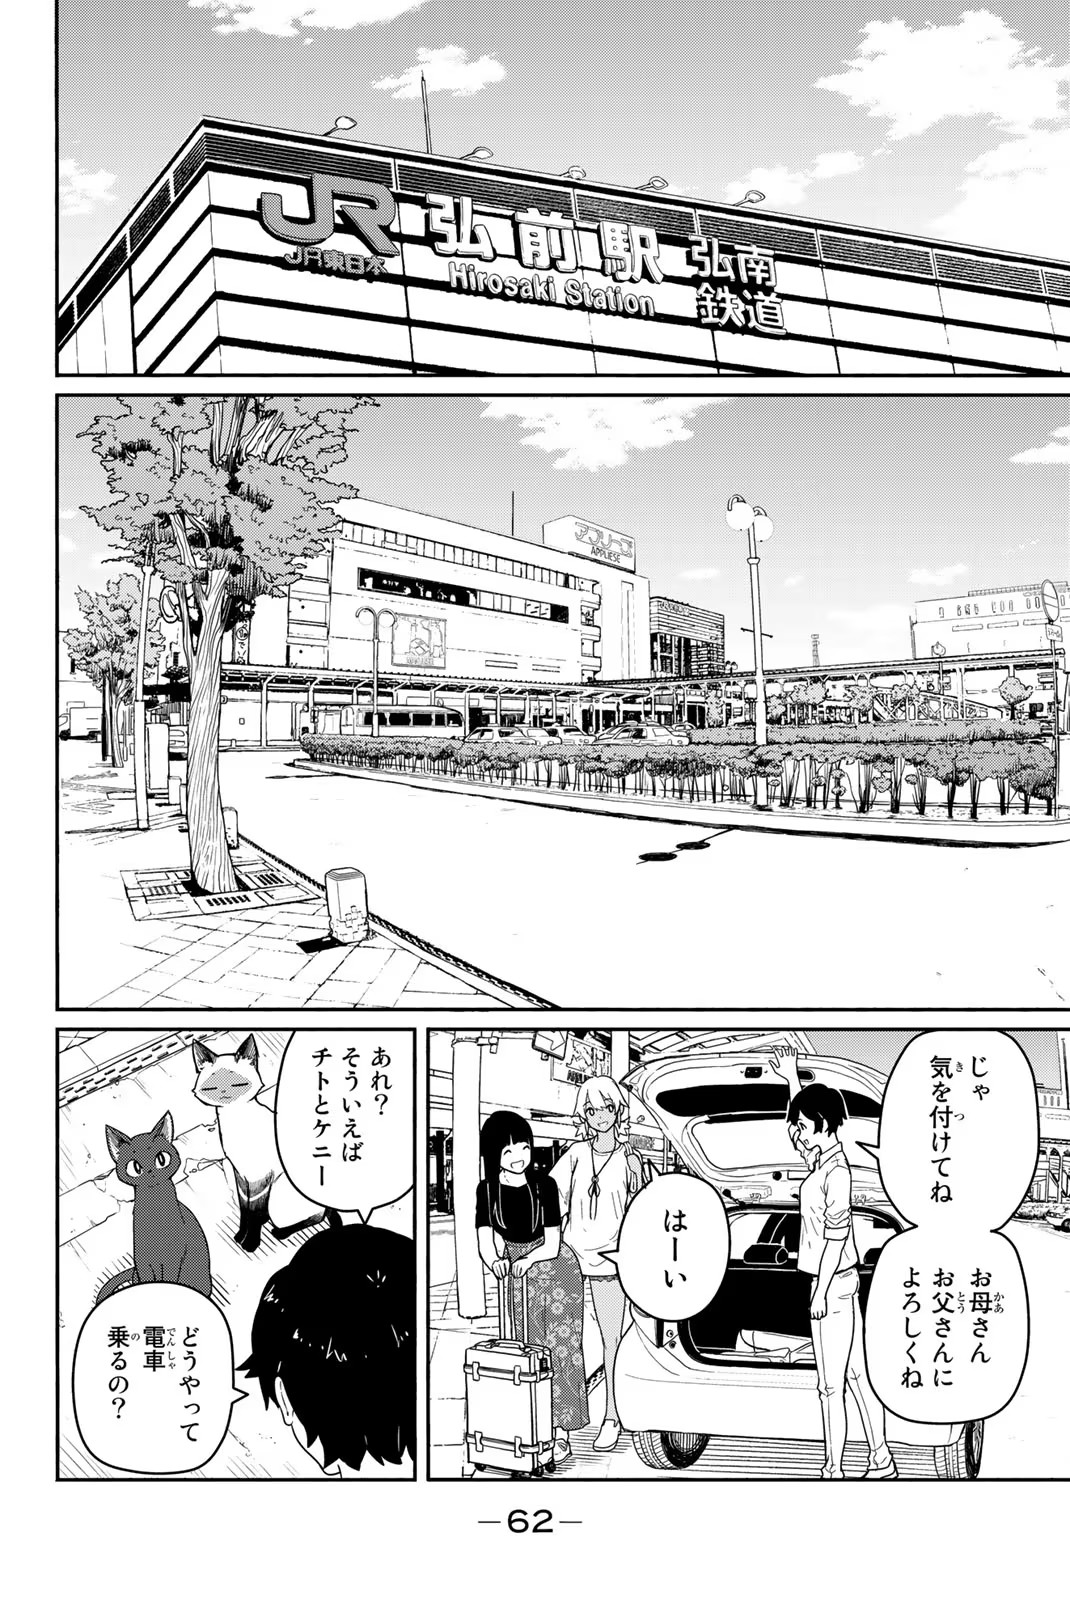 JR
JR東日本
弘前駅
Hirosaki Station
弘南
鉄道
アプリーズ
APPLIESE
じゃ
気を付けてね
お母さん
お父さんに
よろしくね
はーい
あれ?
そういえば
チトとケニー
どうやって
電車
乗るの?
—62—